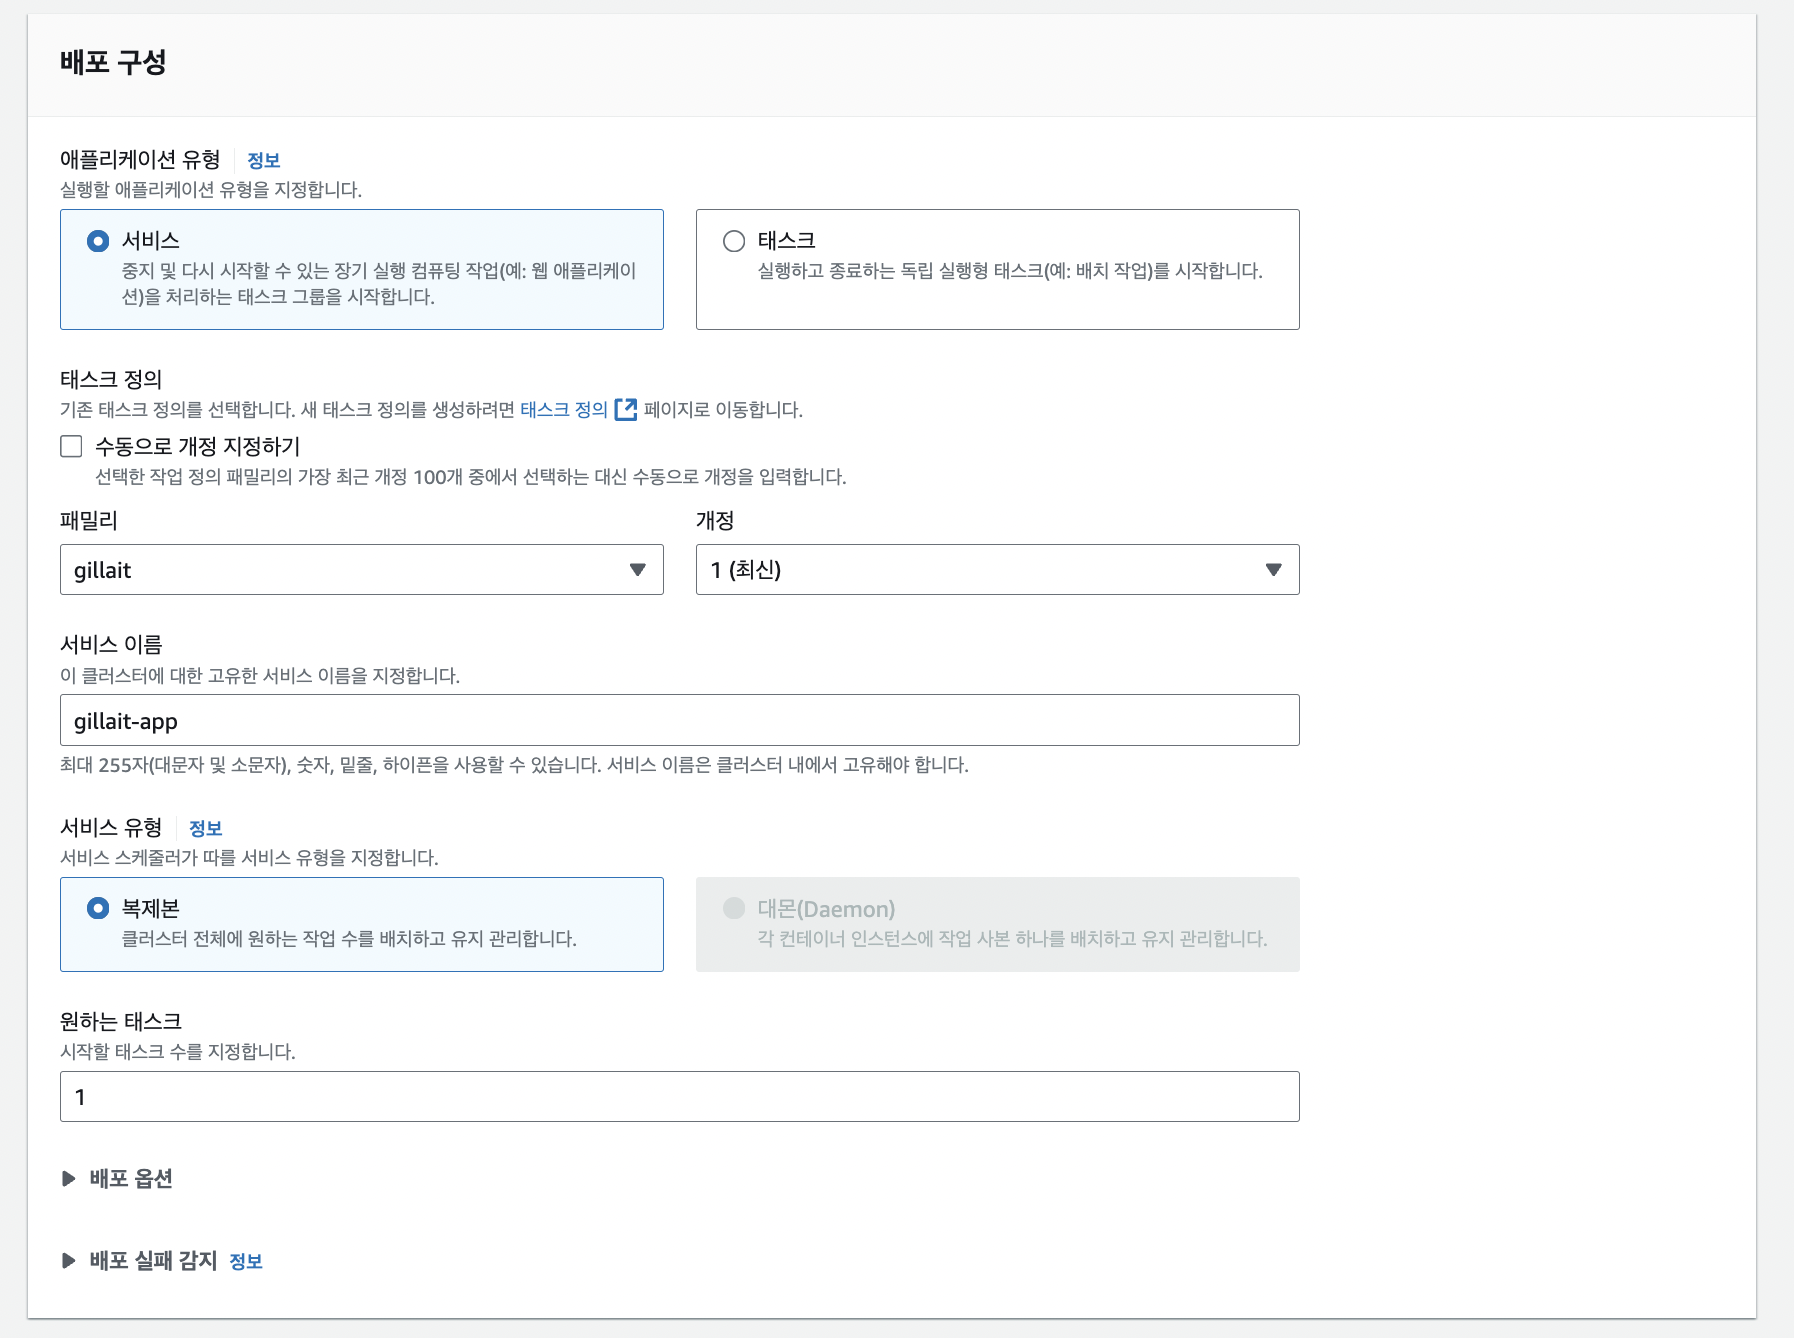 배포 구성
애플리케이션 유형 정보
실행할 애플리케이션 유형을 지정합니다.
서비스
중지 및 다시 시작할 수 있는 장기 실행 컴퓨팅 작업(예: 웹 애플리케이
션)을 처리하는 태스크 그룹을 시작합니다.
태스크
실행하고 종료하는 독립 실행형 태스크(예: 배치 작업)를 시작합니다.
태스크 정의
기존 태스크 정의를 선택합니다. 새 태스크 정의를 생성하려면 태스크 정의 페이지로 이동합니다.
수동으로 개정 지정하기
선택한 작업 정의 패밀리의 가장 최근 개정 100개 중에서 선택하는 대신 수동으로 개정을 입력합니다.
패밀리
gillait
개정
1 (최신)
서비스 이름
이 클러스터에 대한 고유한 서비스 이름을 지정합니다.
gillait-app
최대 255자(대문자 및 소문자), 숫자, 밑줄, 하이픈을 사용할 수 있습니다. 서비스 이름은 클러스터 내에서 고유해야 합니다.
서비스 유형 정보
서비스 스케줄러가 따를 서비스 유형을 지정합니다.
복제본
클러스터 전체에 원하는 작업 수를 배치하고 유지 관리합니다.
대몬(Daemon)
각 컨테이너 인스턴스에 작업 사본 하나를 배치하고 유지 관리합니다.
원하는 태스크
시작할 태스크 수를 지정합니다.
1
배포 옵션
배포 실패 감지 정보